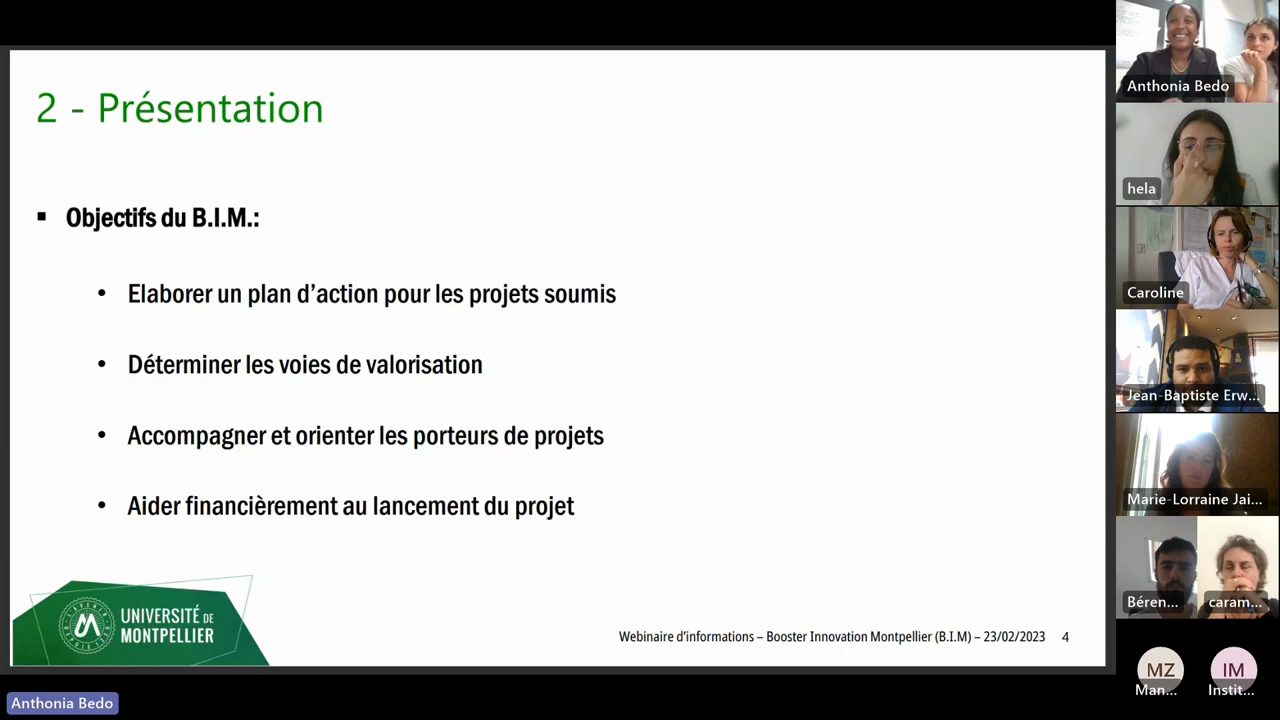 2 - Présentation
▪ Objectifs du B.I.M.:
• Elaborer un plan d’action pour les projets soumis
• Déterminer les voies de valorisation
• Accompagner et orienter les porteurs de projets
• Aider financièrement au lancement du projet
UNIVERSITÉ DE
MONTPELLIER
Webinaire d’informations – Booster Innovation Montpellier (B.I.M) – 23/02/2023 4
Anthonia Bedo
Anthonia Bedo
hela
Caroline
Jean-Baptiste Erw...
Marie-Lorraine Jai...
Béren...
caram...
MZ
Man...
IM
Instit...